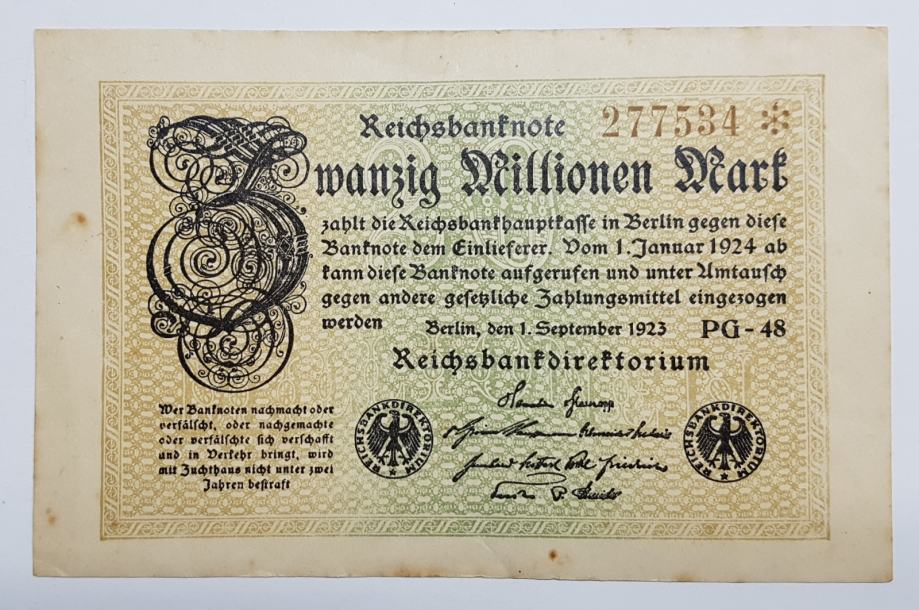 Reichsbanknote 277534 *
Zwanzig Millionen Mark
zahlt die Reichsbankhauptkasse in Berlin gegen diese
Banknote dem Einlieferer. Vom 1. Januar 1924 ab
kann diese Banknote aufgerufen und unter Umtausch
gegen andere gesetzliche Zahlungsmittel eingezogen
werden Berlin, den 1. September 1923 PG-48
Reichsbankdirektorium
Wer Banknoten nachmacht oder
verfälscht, oder nachgemachte
oder verfälschte sich verschafft
und in Verkehr bringt, wird
mit Zuchthaus nicht unter zwei
Jahren bestraft
REICHSBANKDIREKTORIUM
REICHSBANKDIREKTORIUM